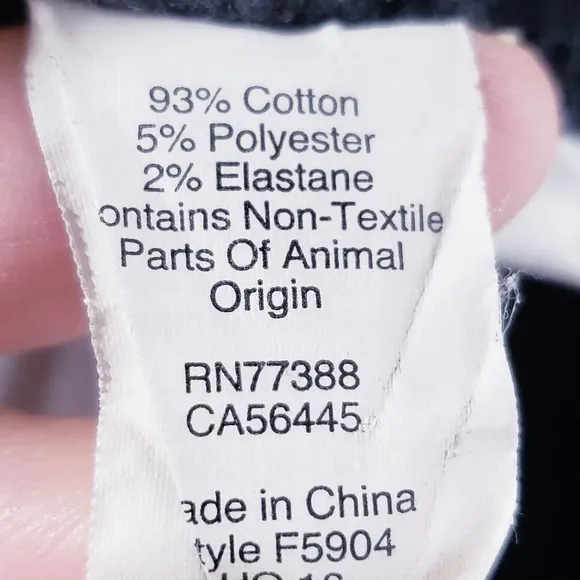 93% Cotton
5% Polyester
2% Elastane
ontains Non-Textile
Parts Of Animal
Origin
RN77388
CA56445
ade in China
tyle F5904